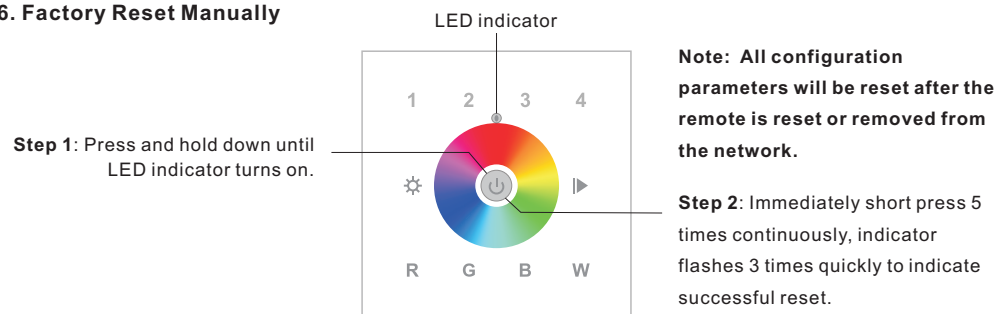 6. Factory Reset Manually
LED indicator
1 2 3 4
Step 1: Press and hold down until
LED indicator turns on.
R G B W
Note: All configuration
parameters will be reset after the
remote is reset or removed from
the network.
Step 2: Immediately short press 5
times continuously, indicator
flashes 3 times quickly to indicate
successful reset.